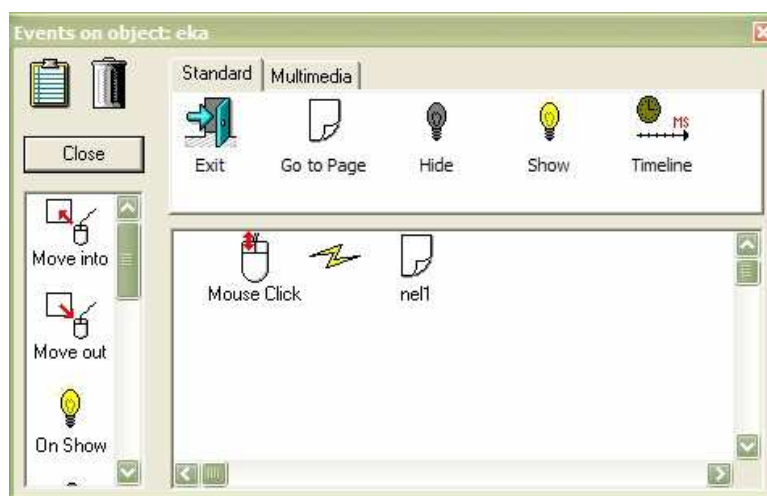 Events on object: eka
Standard Multimedia
Exit Go to Page Hide Show MS Timeline
Close
Move into
Move out
On Show
Mouse Click nel1